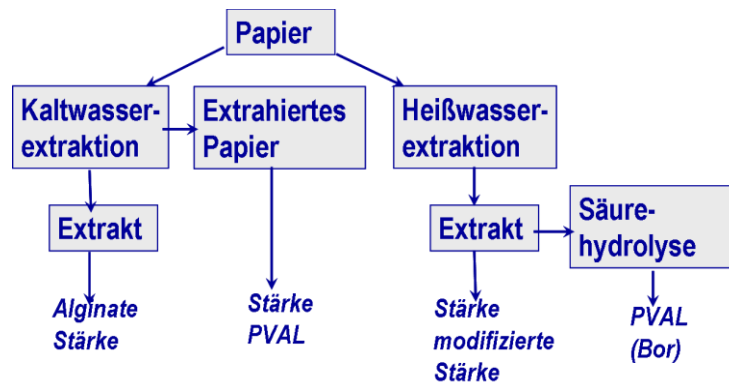 Papier
Kaltwasser-
extraktion
Extrahiertes
Papier
Heißwasser-
extraktion
Extrakt
Extrakt
Säure-
hydrolyse
Alginate
Stärke
Stärke
PVAL
Stärke
modifizierte
Stärke
PVAL
(Bor)